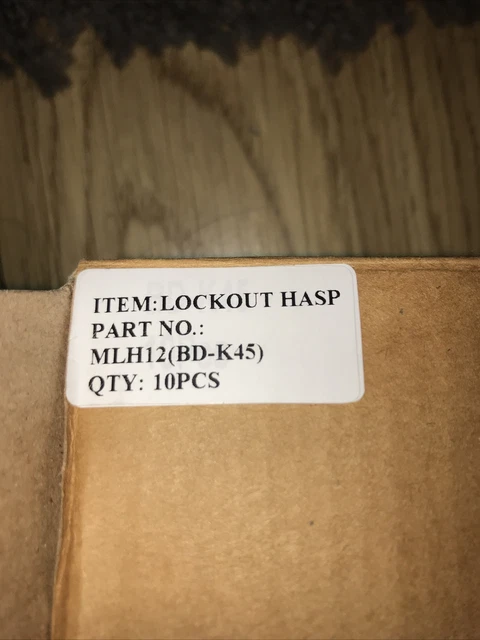 ITEM:LOCKOUT HASP
PART NO.:
MLH12(BD-K45)
QTY: 10PCS